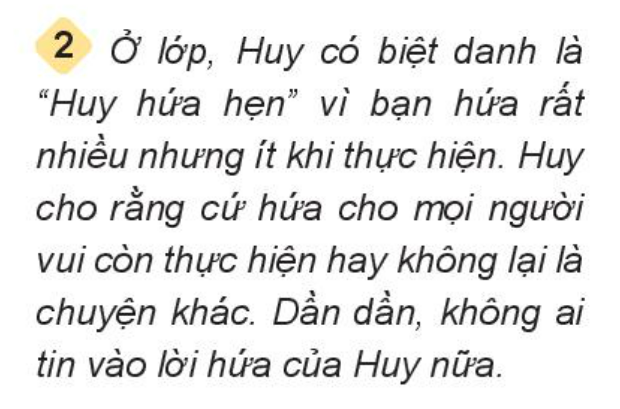 2 Ở lớp, Huy có biệt danh là
“Huy hứa hẹn” vì bạn hứa rất
nhiều nhưng ít khi thực hiện. Huy
cho rằng cứ hứa cho mọi người
vui còn thực hiện hay không lại là
chuyện khác. Dần dần, không ai
tin vào lời hứa của Huy nữa.